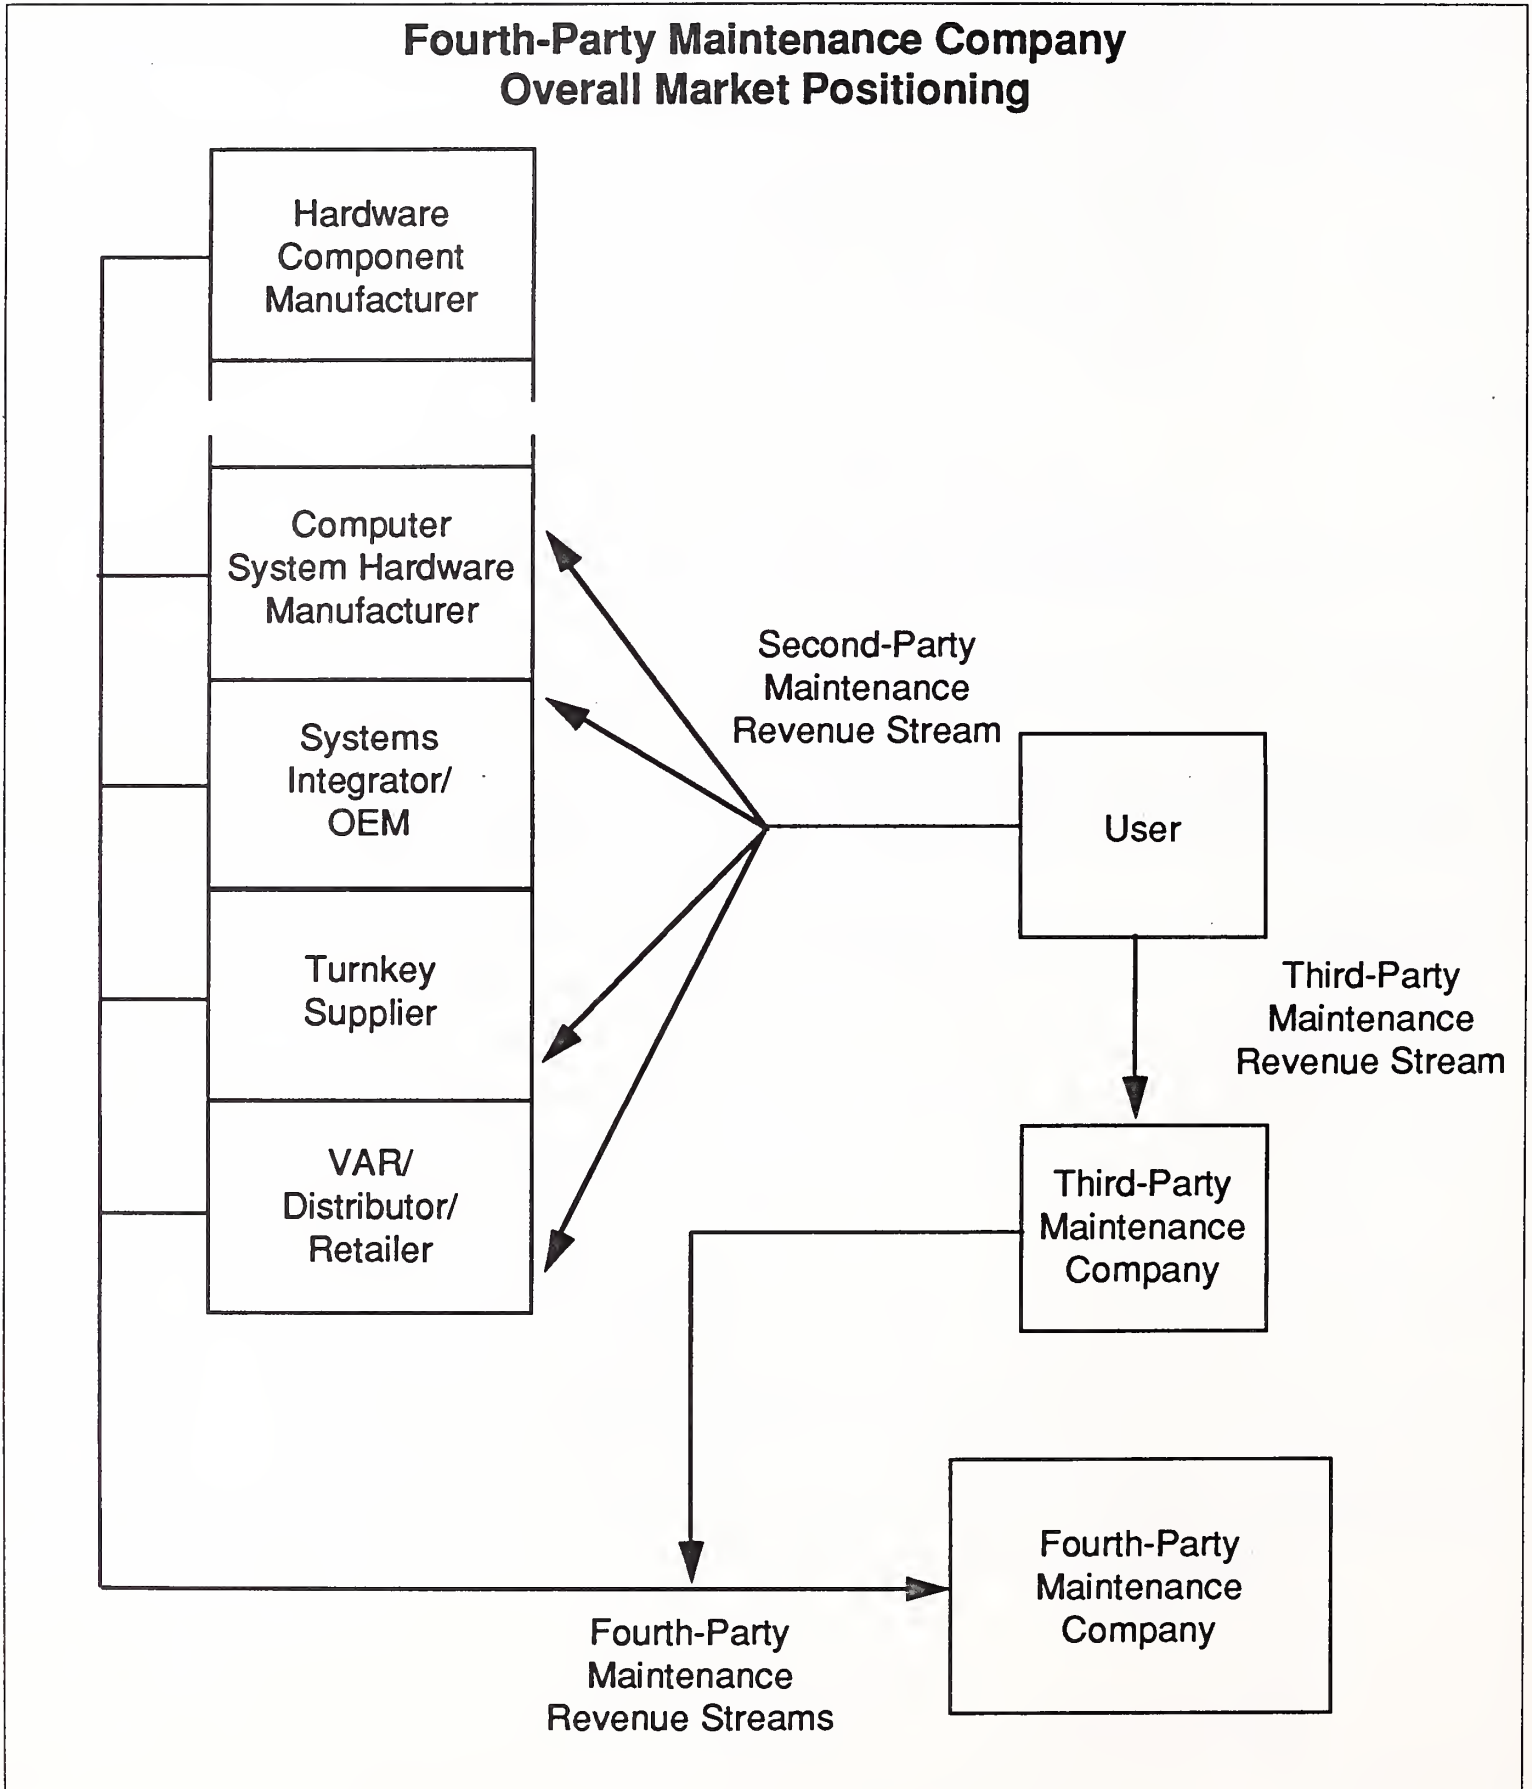 Fourth-Party Maintenance Company
Overall Market Positioning
Hardware
Component
Manufacturer
Computer
System Hardware
Manufacturer
Systems
Integrator/
OEM
Turnkey
Supplier
VAR/
Distributor/
Retailer
Second-Party
Maintenance
Revenue Stream
User
Third-Party
Maintenance
Revenue Stream
Third-Party
Maintenance
Company
Fourth-Party
Maintenance
Company
Fourth-Party
Maintenance
Revenue Streams